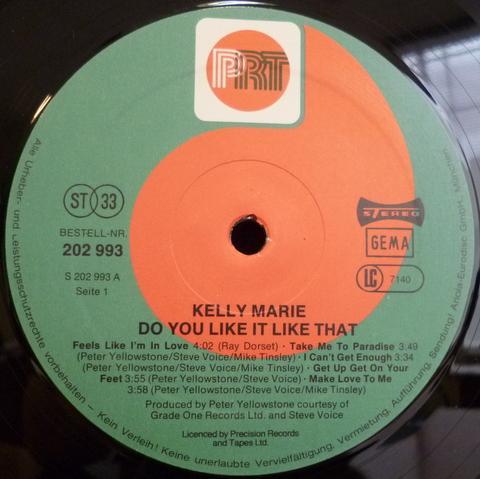 PRT
ST 33
BESTELL-NR.
202 993
S 202 993 A
Seite 1
STEREO
GEMA
LC 7140
KELLY MARIE
DO YOU LIKE IT LIKE THAT
Feels Like I'm In Love 4:02 (Ray Dorset) · Take Me To Paradise 3:49
(Peter Yellowstone/Steve Voice/Mike Tinsley) · I Can't Get Enough 3:34
(Peter Yellowstone/Steve Voice/Mike Tinsley) · Get Up Get On Your
Feet 3:55 (Peter Yellowstone/Steve Voice) · Make Love To Me
3:58 (Peter Yellowstone/Steve Voice/Mike Tinsley)
Produced by Peter Yellowstone courtesy of
Grade One Records Ltd. and Steve Voice
Licenced by Precision Records
and Tapes Ltd.
Alle Urheber- und Leistungsschutzrechte vorbehalten – Kein Verleih! Keine unerlaubte Vervielfältigung, Vermietung, Aufführung, Sendung! Ariola-Eurodisc GmbH, München